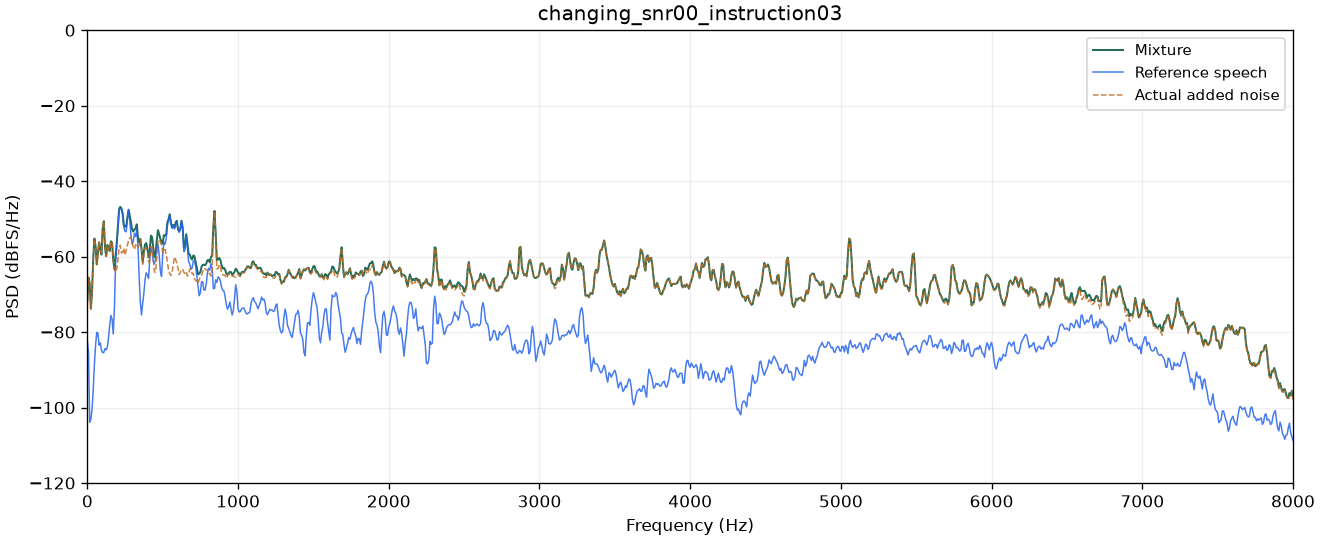 changing_snr00_instruction03
PSD (dBFS/Hz)
0
−20
−40
−60
−80
−100
−120
Mixture
Reference speech
Actual added noise
0 1000 2000 3000 4000 5000 6000 7000 8000
Frequency (Hz)